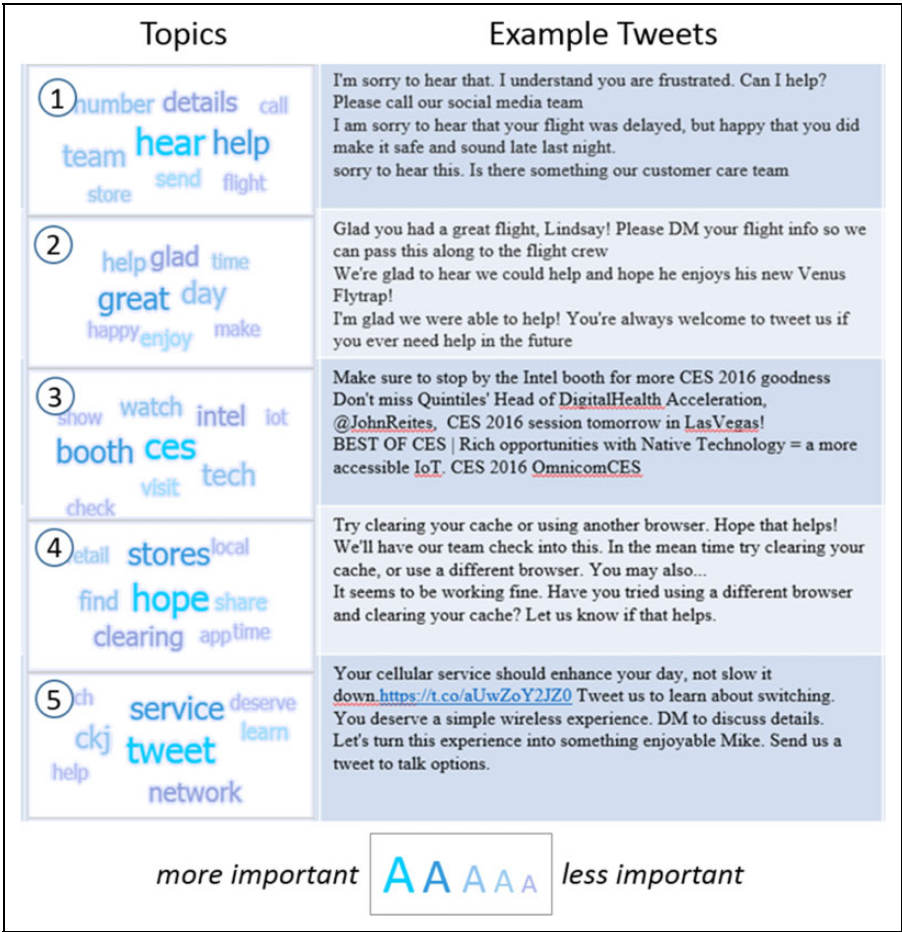 Topics
Example Tweets
1
number details call
team hear help
store send flight
I'm sorry to hear that. I understand you are frustrated. Can I help?
Please call our social media team
I am sorry to hear that your flight was delayed, but happy that you did
make it safe and sound late last night.
sorry to hear this. Is there something our customer care team
2
help glad time
great day
happy enjoy make
Glad you had a great flight, Lindsay! Please DM your flight info so we
can pass this along to the flight crew
We're glad to hear we could help and hope he enjoys his new Venus
Flytrap!
I'm glad we were able to help! You're always welcome to tweet us if
you ever need help in the future
3
show watch intel iot
booth ces tech
visit
check
Make sure to stop by the Intel booth for more CES 2016 goodness
Don't miss Quintiles' Head of DigitalHealth Acceleration,
@JohnReites, CES 2016 session tomorrow in LasVegas!
BEST OF CES | Rich opportunities with Native Technology = a more
accessible IoT. CES 2016 OmnicomCES
4
etail stores local
find hope share
clearing app time
Try clearing your cache or using another browser. Hope that helps!
We'll have our team check into this. In the mean time try clearing your
cache, or use a different browser. You may also...
It seems to be working fine. Have you tried using a different browser
and clearing your cache? Let us know if that helps.
5
ch service deserve
ckj tweet learn
help
network
Your cellular service should enhance your day, not slow it
down.https://t.co/aUwZoY2JZ0 Tweet us to learn about switching.
You deserve a simple wireless experience. DM to discuss details.
Let's turn this experience into something enjoyable Mike. Send us a
tweet to talk options.
more important A A A A A less important